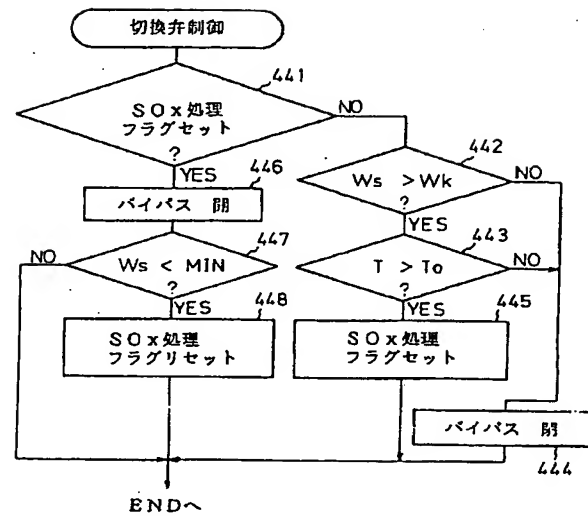 切換弁制御
441
SOx処理
フラグセット
?
NO
YES
442
Ws >Wk
?
NO
YES
446
バイパス 開
443
T > To
?
NO
YES
447
Ws < MIN
?
NO
YES
448
SOx処理
フラグリセット
445
SOx処理
フラグセット
バイパス 閉
444
ENDへ